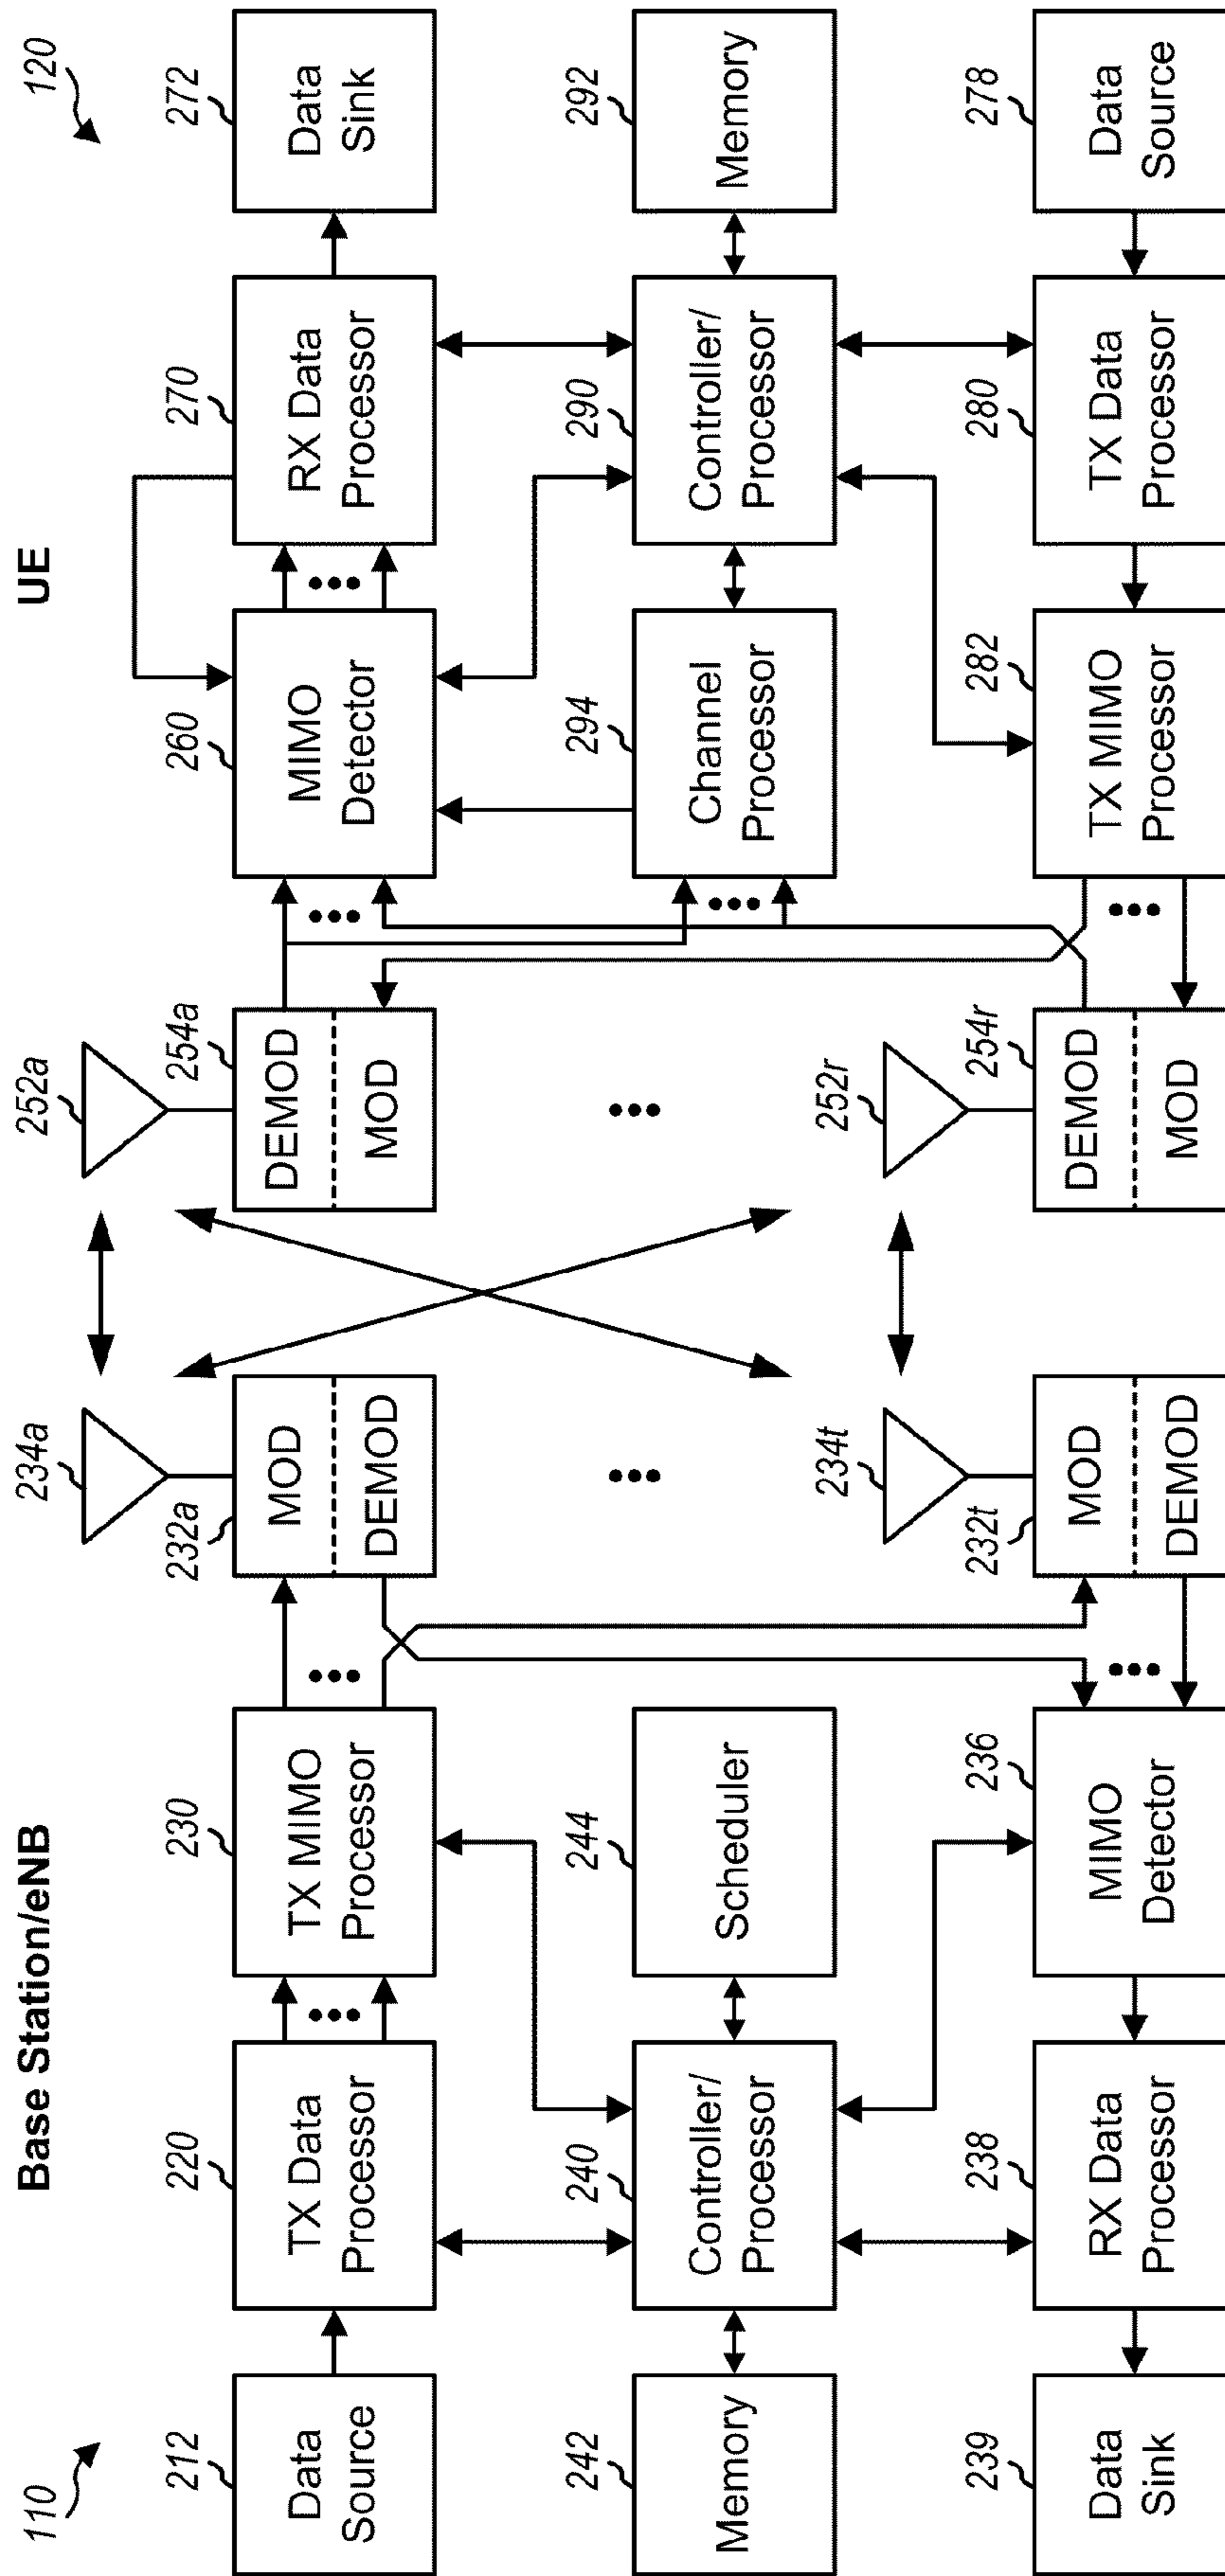 110
Base Station/eNB
UE
120
212
Data
Source
220
TX Data
Processor
230
TX MIMO
Processor
232a
MOD
DEMOD
234a
252a
254a
DEMOD
MOD
260
MIMO
Detector
270
RX Data
Processor
272
Data
Sink
242
Memory
240
Controller/
Processor
244
Scheduler
294
Channel
Processor
290
Controller/
Processor
292
Memory
239
Data
Sink
238
RX Data
Processor
236
MIMO
Detector
232t
MOD
DEMOD
234t
252r
254r
DEMOD
MOD
282
TX MIMO
Processor
280
TX Data
Processor
278
Data
Source